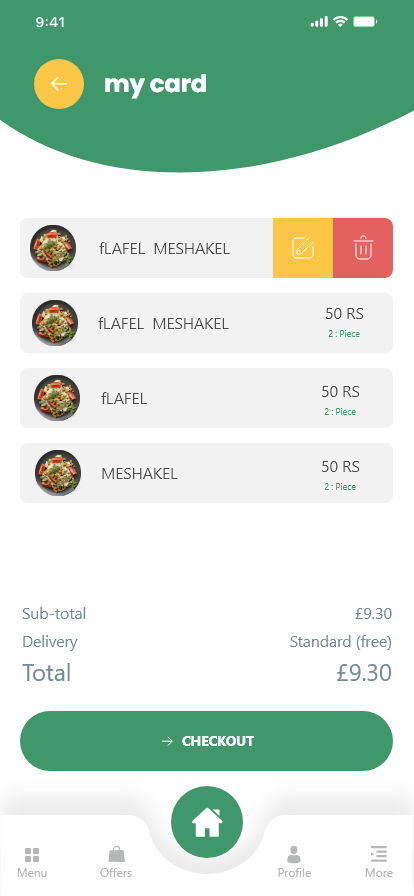 9:41
my card
fLAFEL MESHAKEL
fLAFEL MESHAKEL
50 RS
2 : Piece
fLAFEL
50 RS
2 : Piece
MESHAKEL
50 RS
2 : Piece
Sub-total £9.30
Delivery Standard (free)
Total £9.30
CHECKOUT
Menu Offers Profile More